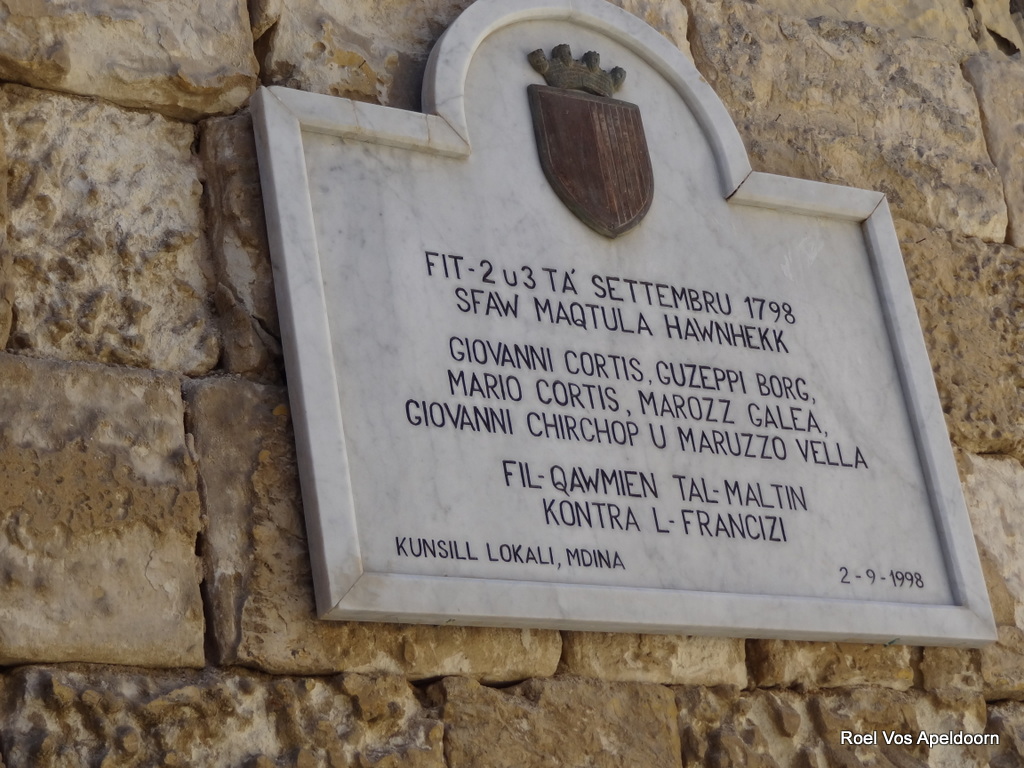 FIT-2 u 3 TA' SETTEMBRU 1798
SFAW MAQTULA HAWNHEKK
GIOVANNI CORTIS, GUZEPPI BORG,
MARIO CORTIS, MAROZZ GALEA,
GIOVANNI CHIRCHOP U MARUZZO VELLA
FIL-QAWMIEN TAL-MALTIN
KONTRA L-FRANCIZI
KUNSILL LOKALI, MDINA
2-9-1998
Roel Vos Apeldoorn